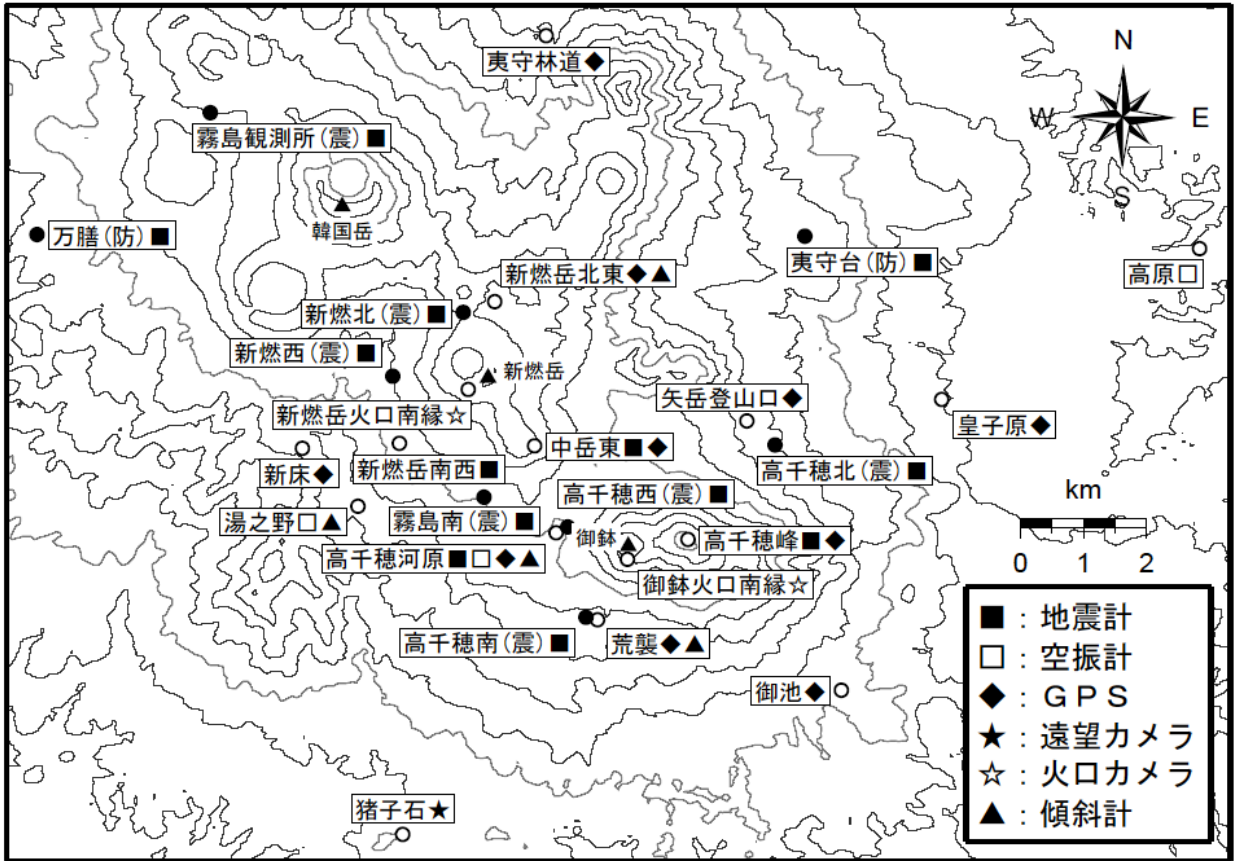 夷守林道◆
N
W
E
S
霧島観測所(震)■
韓国岳
万膳(防)■
夷守台(防)■
高原□
新燃岳北東◆▲
新燃北(震)■
新燃西(震)■
新燃岳
新燃岳火口南縁☆
矢岳登山口◆
皇子原◆
中岳東■◆
新床◆
新燃岳南西■
高千穂北(震)■
高千穂西(震)■
湯之野□▲
霧島南(震)■
御鉢
高千穂峰■◆
高千穂河原■□◆▲
御鉢火口南縁☆
高千穂南(震)■
荒襲◆▲
御池◆
猪子石★
km
0 1 2
■：地震計
□：空振計
◆：ＧＰＳ
★：遠望カメラ
☆：火口カメラ
▲：傾斜計